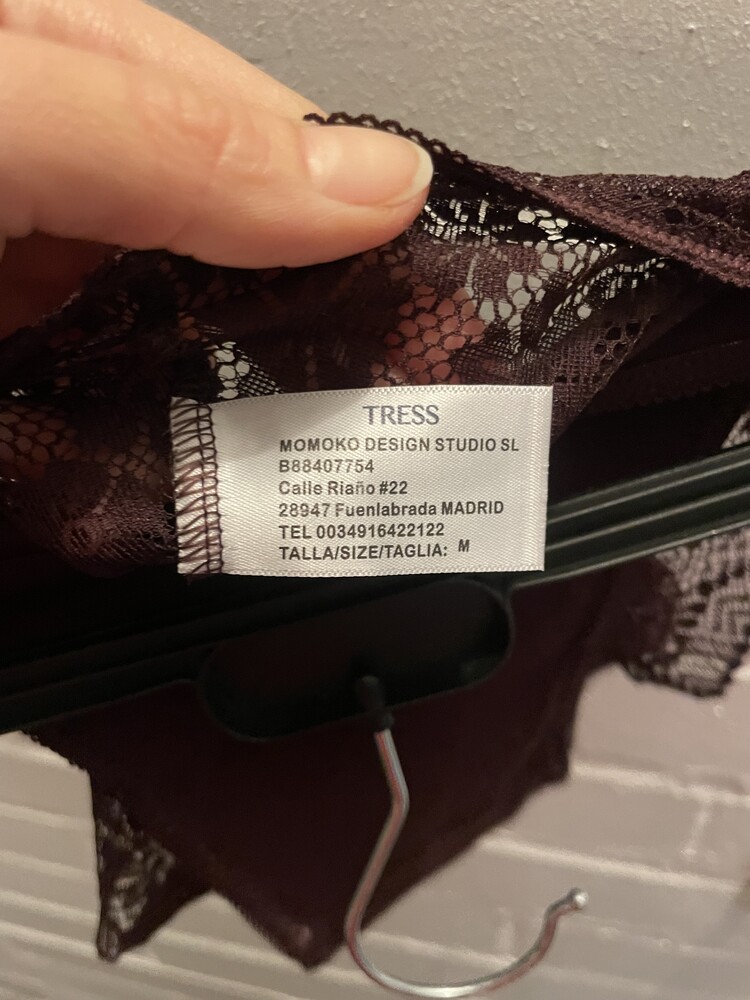 TRESS
MOMOKO DESIGN STUDIO SL
B88407754
Calle Riaño #22
28947 Fuenlabrada MADRID
TEL 0034916422122
TALLA/SIZE/TAGLIA: M